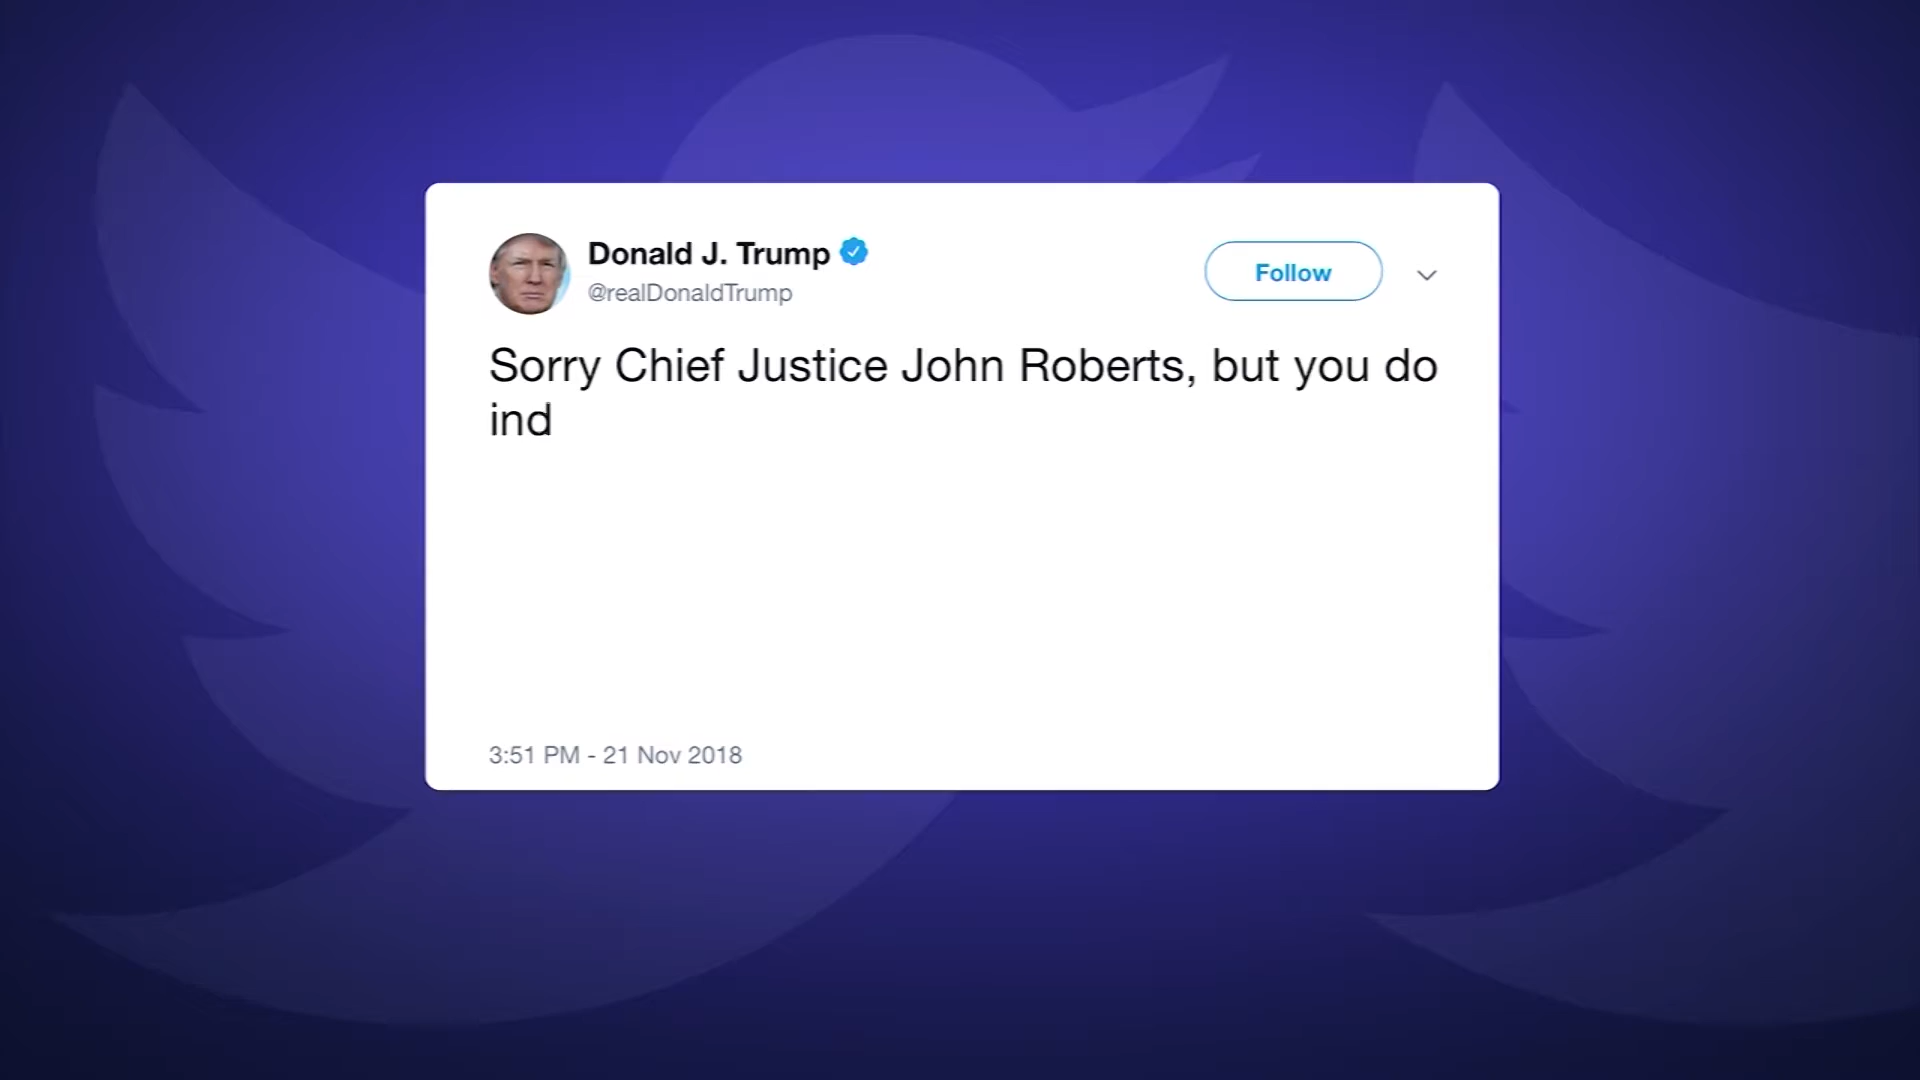 Donald J. Trump
@realDonaldTrump
Follow
Sorry Chief Justice John Roberts, but you do
ind
3:51 PM - 21 Nov 2018